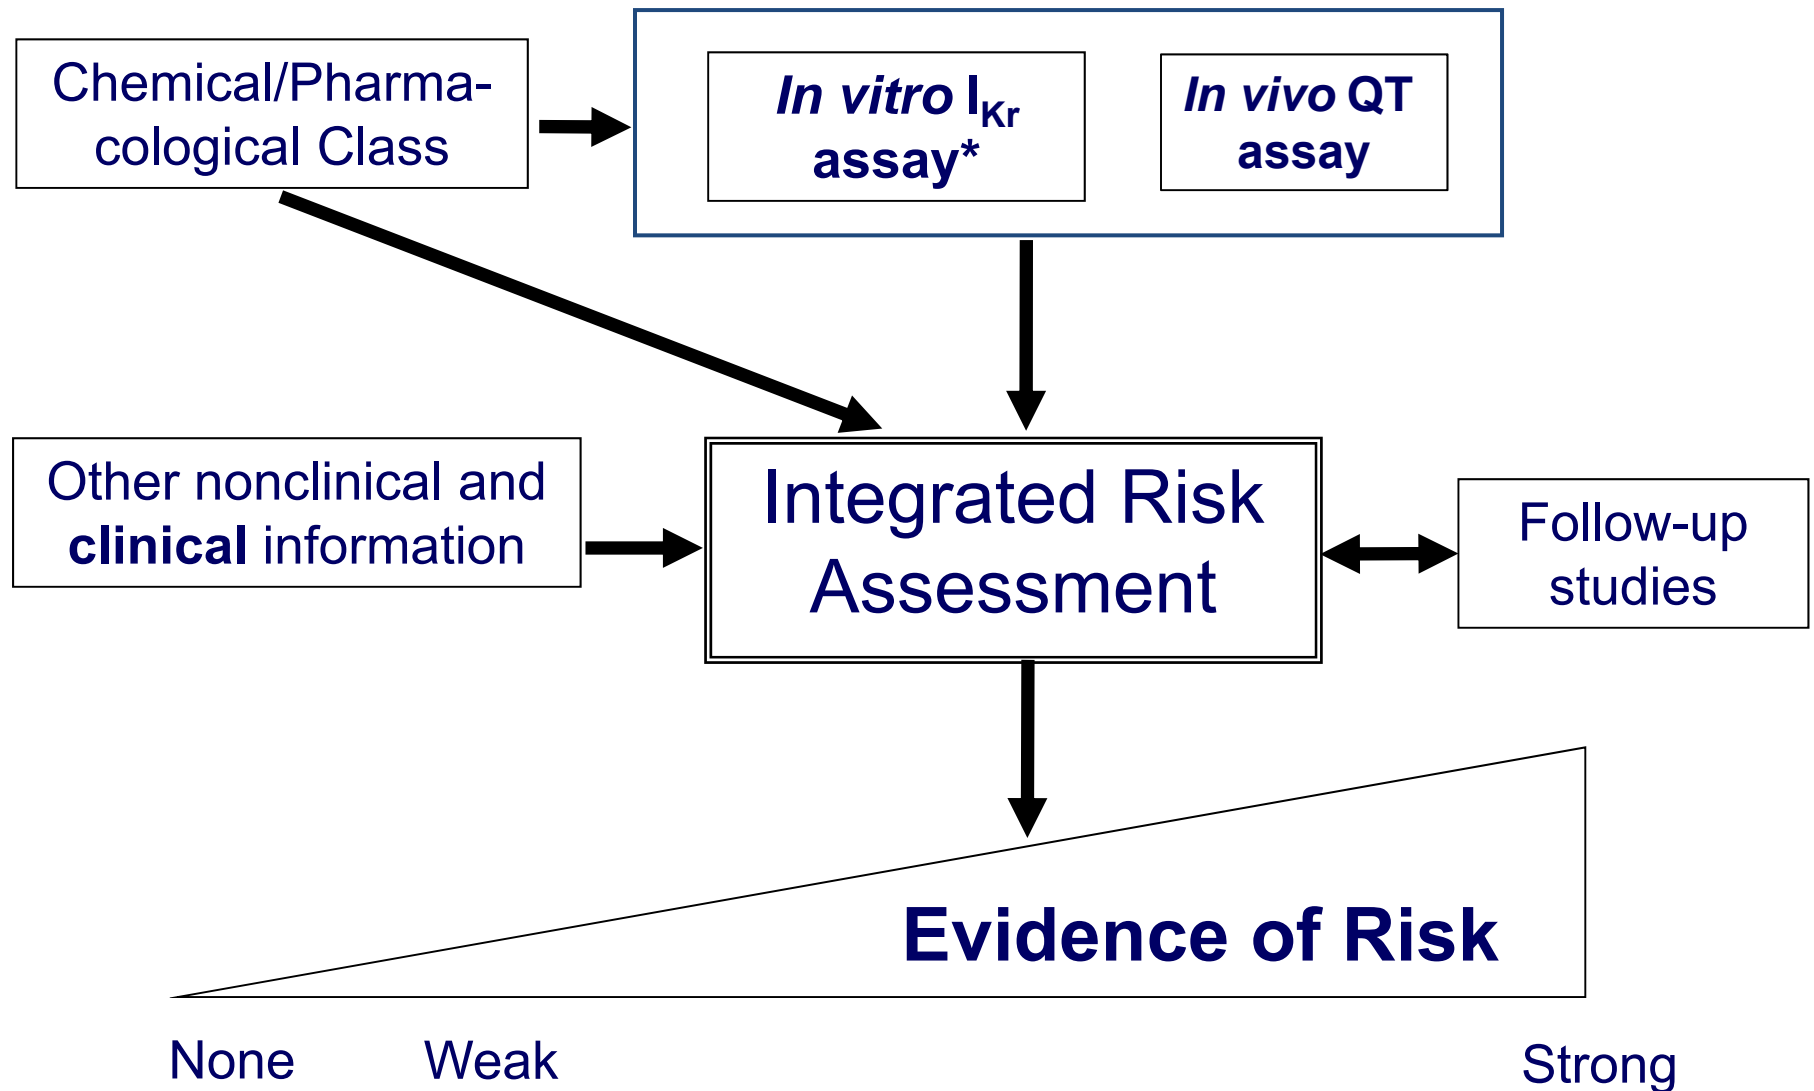 Chemical/Pharma-
cological Class
In vitro IKr
assay*
In vivo QT
assay
Other nonclinical and
clinical information
Integrated Risk
Assessment
Follow-up
studies
Evidence of Risk
None
Weak
Strong